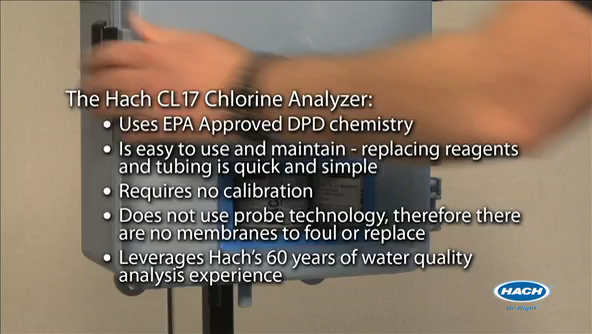 The Hach CL17 Chlorine Analyzer:
• Uses EPA Approved DPD chemistry
• Is easy to use and maintain - replacing reagents
and tubing is quick and simple
• Requires no calibration
• Does not use probe technology, therefore there
are no membranes to foul or replace
• Leverages Hach's 60 years of water quality
analysis experience
HACH
Be Right